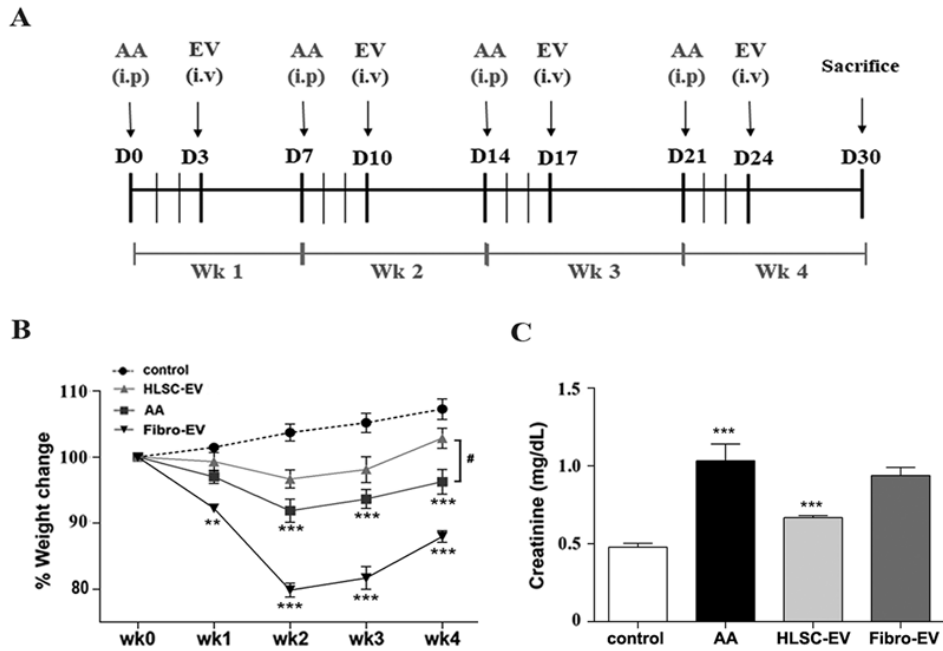 A
AA EV AA EV AA EV AA EV Sacrifice
(i.p) (i.v) (i.p) (i.v) (i.p) (i.v) (i.p) (i.v)
D0 D3 D7 D10 D14 D17 D21 D24 D30
Wk 1 Wk 2 Wk 3 Wk 4
B
control
HLSC-EV
AA
Fibro-EV
% Weight change
110
100
90
80
#
** *** *** ***
*** *** ***
wk0 wk1 wk2 wk3 wk4
C
Creatinine (mg/dL)
1.5
1.0
0.5
0
***
***
control AA HLSC-EV Fibro-EV